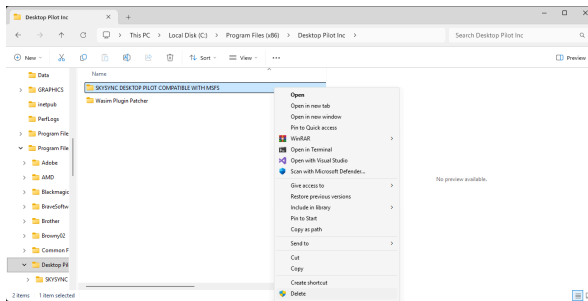 Desktop Pilot Inc
This PC > Local Disk (C:) > Program Files (x86) > Desktop Pilot Inc >
Search Desktop Pilot Inc
New
Sort
View
Preview
Data
GRAPHICS
inetpub
PerfLogs
Program File
Program File
Adobe
AMD
Blackmagic
BraveSoftw
Brother
Browny02
Common F
Desktop Pil
SKYSYNC
Name
SKYSYNC DESKTOP PILOT COMPATIBLE WITH MSFS
Wasim Plugin Patcher
Open
Open in new tab
Open in new window
Pin to Quick access
WinRAR
Open in Terminal
Open with Visual Studio
Scan with Microsoft Defender...
Give access to
Restore previous versions
Include in library
Pin to Start
Copy as path
Send to
Cut
Copy
Create shortcut
Delete
No preview available.
2 items 1 item selected